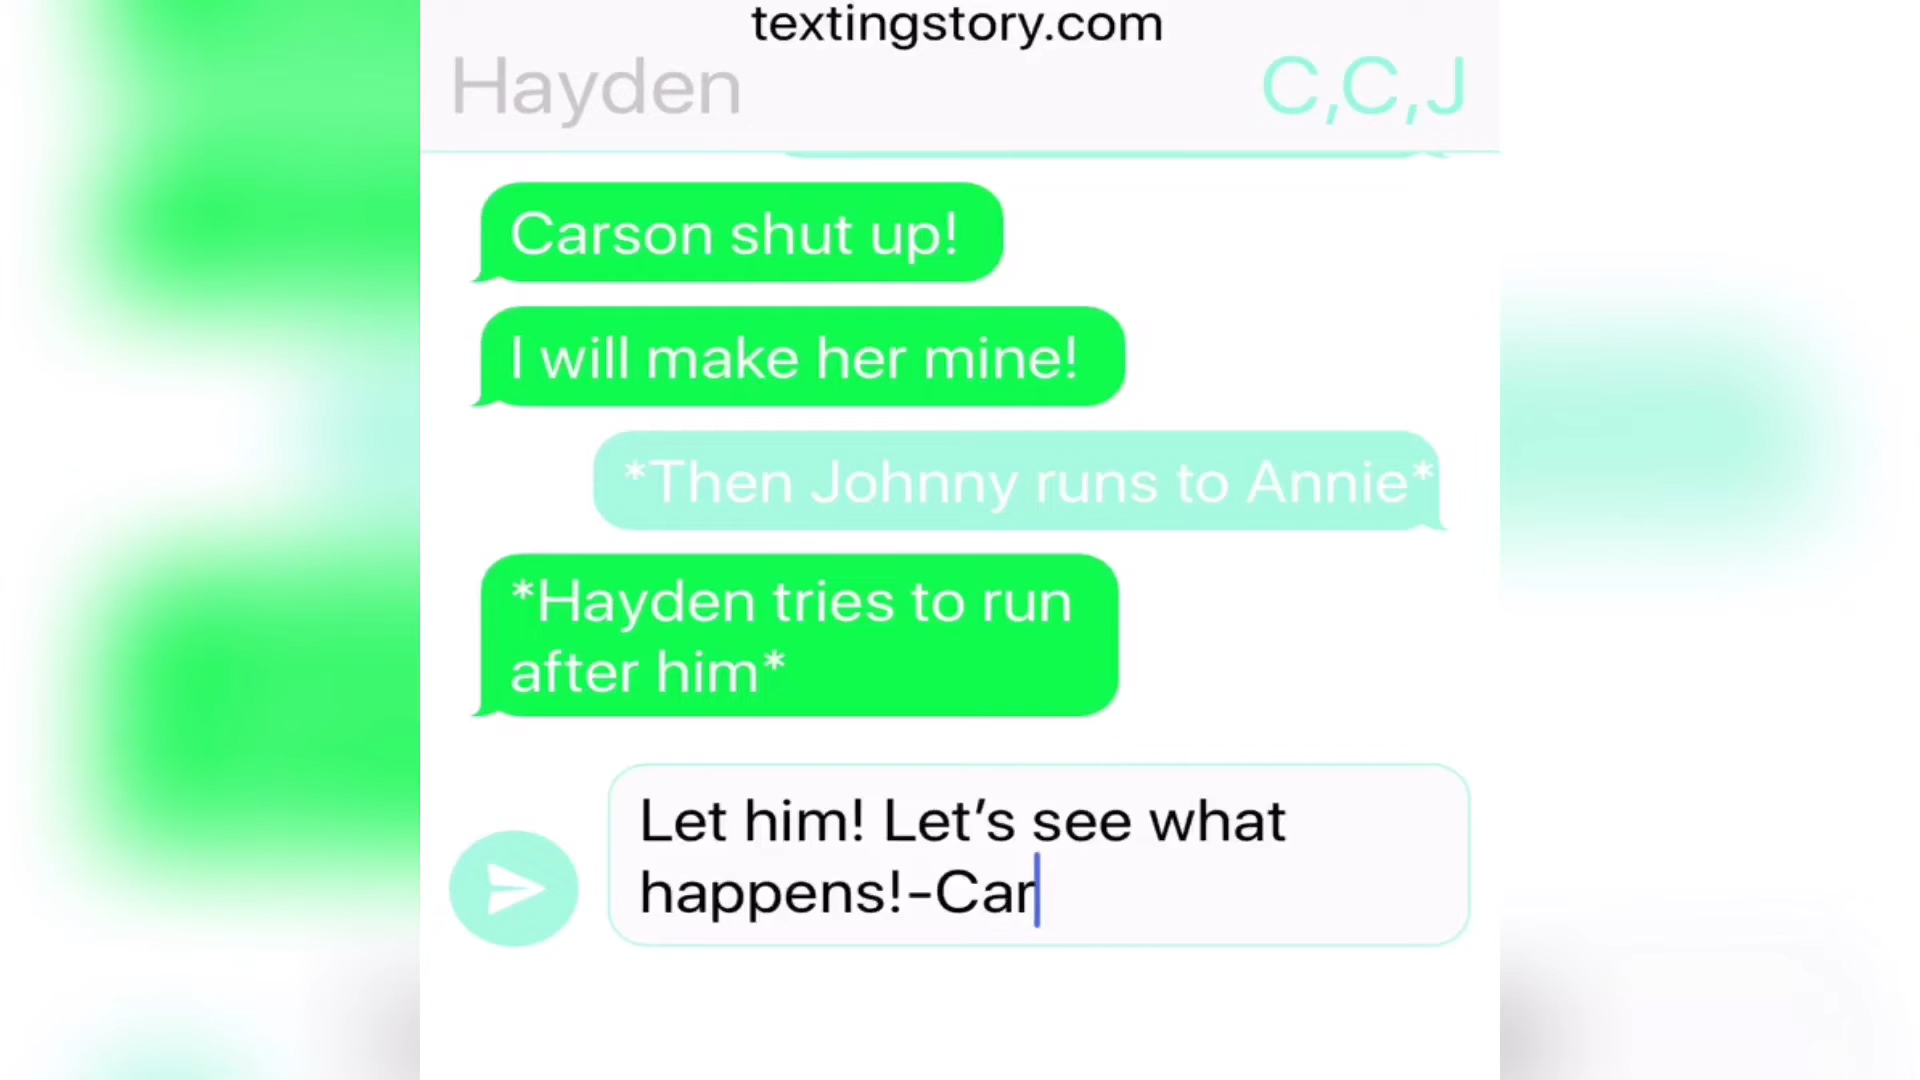 textingstory.com
Hayden
C,C,J
Carson shut up!
I will make her mine!
*Then Johnny runs to Annie*
*Hayden tries to run
after him*
Let him! Let’s see what
happens!-Car